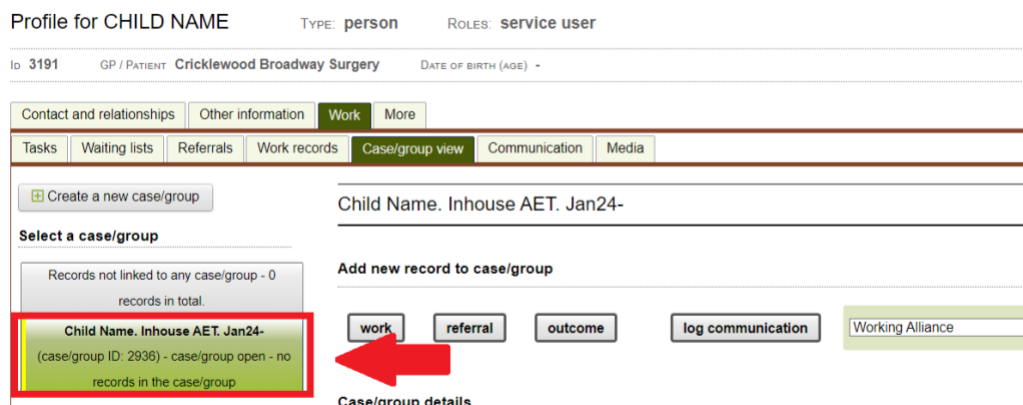 Profile for CHILD NAME TYPE: person ROLES: service user
ID 3191 GP / PATIENT Cricklewood Broadway Surgery DATE OF BIRTH (AGE) -
Contact and relationships Other information Work More
Tasks Waiting lists Referrals Work records Case/group view Communication Media
Create a new case/group
Child Name. Inhouse AET. Jan24-
Select a case/group
Add new record to case/group
Records not linked to any case/group - 0
records in total.
work referral outcome log communication Working Alliance
Child Name. Inhouse AET. Jan24-
(case/group ID: 2936) - case/group open - no
records in the case/group
Case/group details